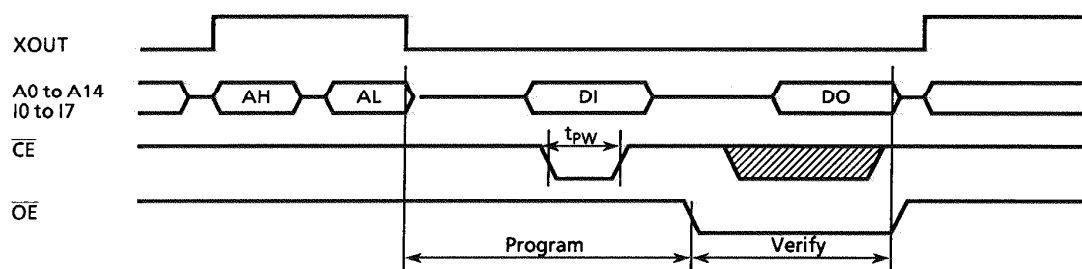 XOUT
A0 to A14
I0 to I7
AH
AL
DI
DO
CE
tPW
OE
Program
Verify